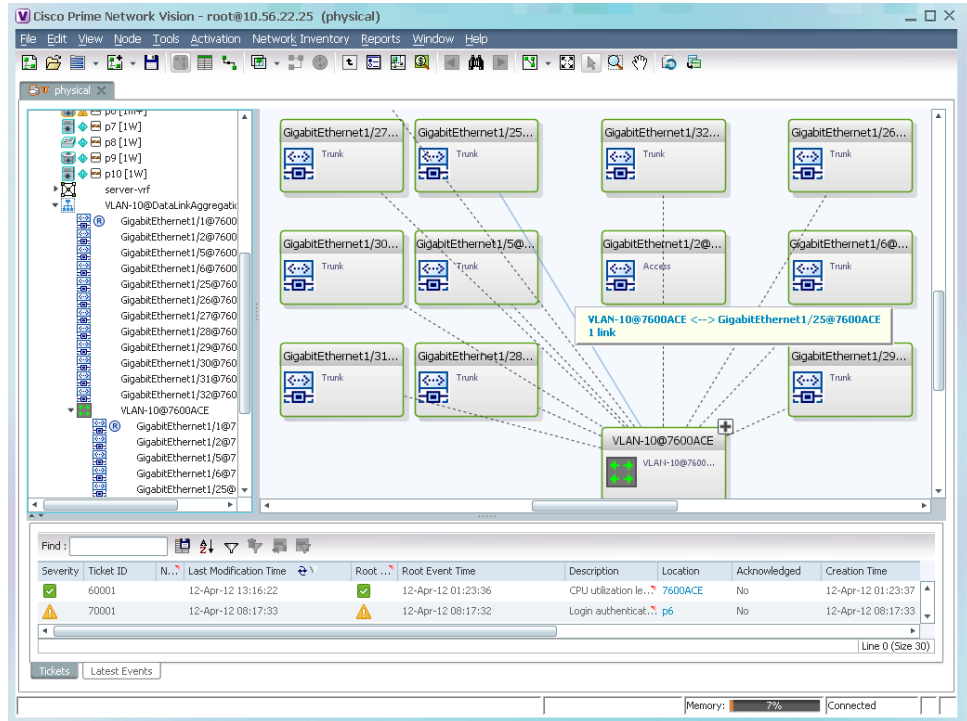 Cisco Prime Network Vision - root@10.56.22.25 (physical)
File Edit View Node Tools Activation Network Inventory Reports Window Help
physical
p7 [1W]
p8 [1W]
p9 [1W]
p10 [1W]
server-vrf
VLAN-10@DataLinkAggregatic
GigabitEthernet1/1@7600
GigabitEthernet1/2@7600
GigabitEthernet1/5@7600
GigabitEthernet1/6@7600
GigabitEthernet1/25@760
GigabitEthernet1/26@760
GigabitEthernet1/27@760
GigabitEthernet1/28@760
GigabitEthernet1/29@760
GigabitEthernet1/30@760
GigabitEthernet1/31@760
GigabitEthernet1/32@760
VLAN-10@7600ACE
GigabitEthernet1/1@7
GigabitEthernet1/2@7
GigabitEthernet1/5@7
GigabitEthernet1/6@7
GigabitEthernet1/25@
GigabitEthernet1/27... GigabitEthernet1/25... GigabitEthernet1/32... GigabitEthernet1/26...
Trunk Trunk Trunk Trunk
GigabitEthernet1/30... GigabitEthernet1/5@... GigabitEthernet1/2@... GigabitEthernet1/6@...
Trunk Trunk Access Trunk
VLAN-10@7600ACE <--> GigabitEthernet1/25@7600ACE
1 link
GigabitEthernet1/31... GigabitEthernet1/28... GigabitEthernet1/29...
Trunk Trunk Trunk
VLAN-10@7600ACE
VLAN-10@7600...
Find :
Severity Ticket ID N... Last Modification Time Root ... Root Event Time Description Location Acknowledged Creation Time
60001 12-Apr-12 13:16:22 12-Apr-12 01:23:36 CPU utilization le... 7600ACE No 12-Apr-12 01:23:37
70001 12-Apr-12 08:17:33 12-Apr-12 08:17:32 Login authenticat... p6 No 12-Apr-12 08:17:33
Line 0 (Size 30)
Tickets Latest Events
Memory: 7% Connected